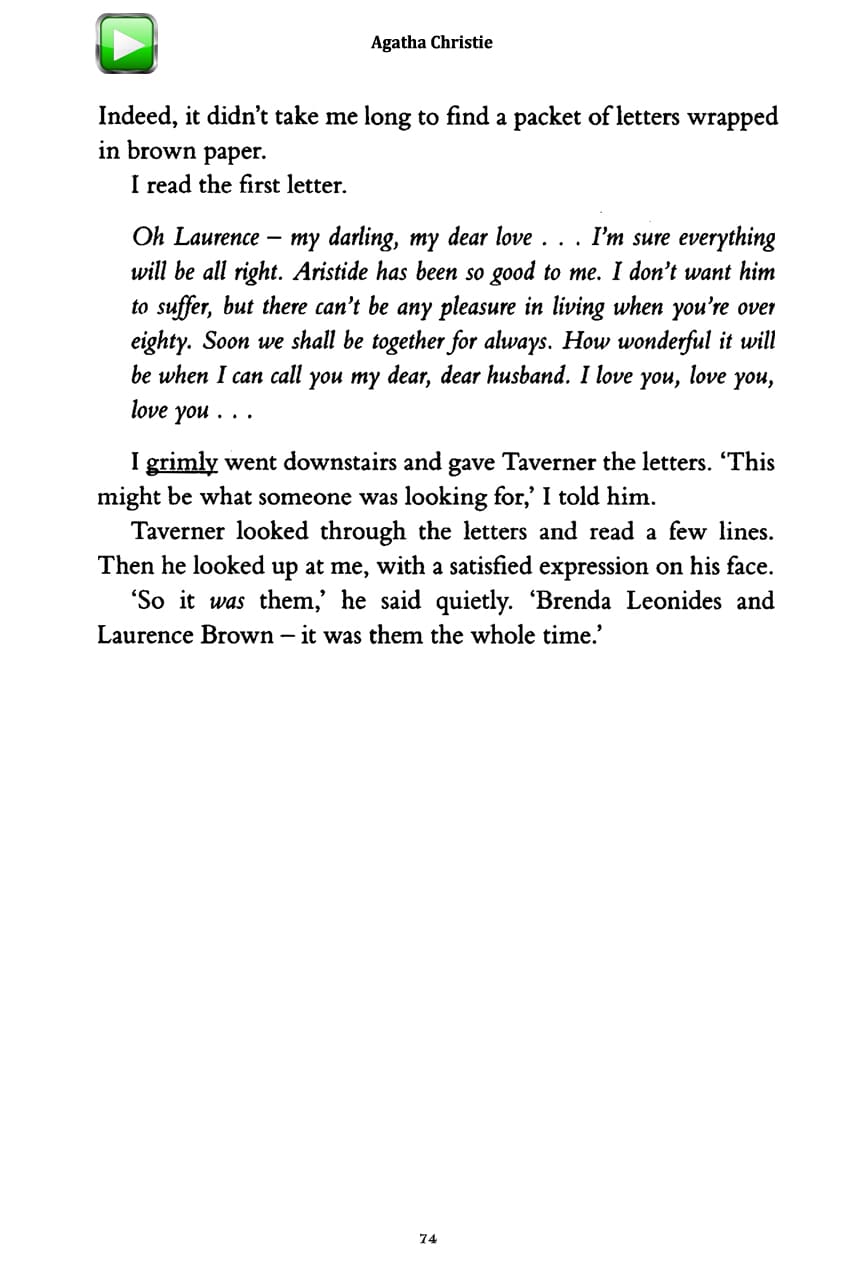 Agatha Christie
Indeed, it didn’t take me long to find a packet of letters wrapped
in brown paper.
I read the first letter.
Oh Laurence – my darling, my dear love . . . I’m sure everything
will be all right. Aristide has been so good to me. I don’t want him
to suffer, but there can’t be any pleasure in living when you’re over
eighty. Soon we shall be together for always. How wonderful it will
be when I can call you my dear, dear husband. I love you, love you,
love you . . .
I grimly went downstairs and gave Taverner the letters. ‘This
might be what someone was looking for,’ I told him.
Taverner looked through the letters and read a few lines.
Then he looked up at me, with a satisfied expression on his face.
‘So it was them,’ he said quietly. ‘Brenda Leonides and
Laurence Brown – it was them the whole time.’
74